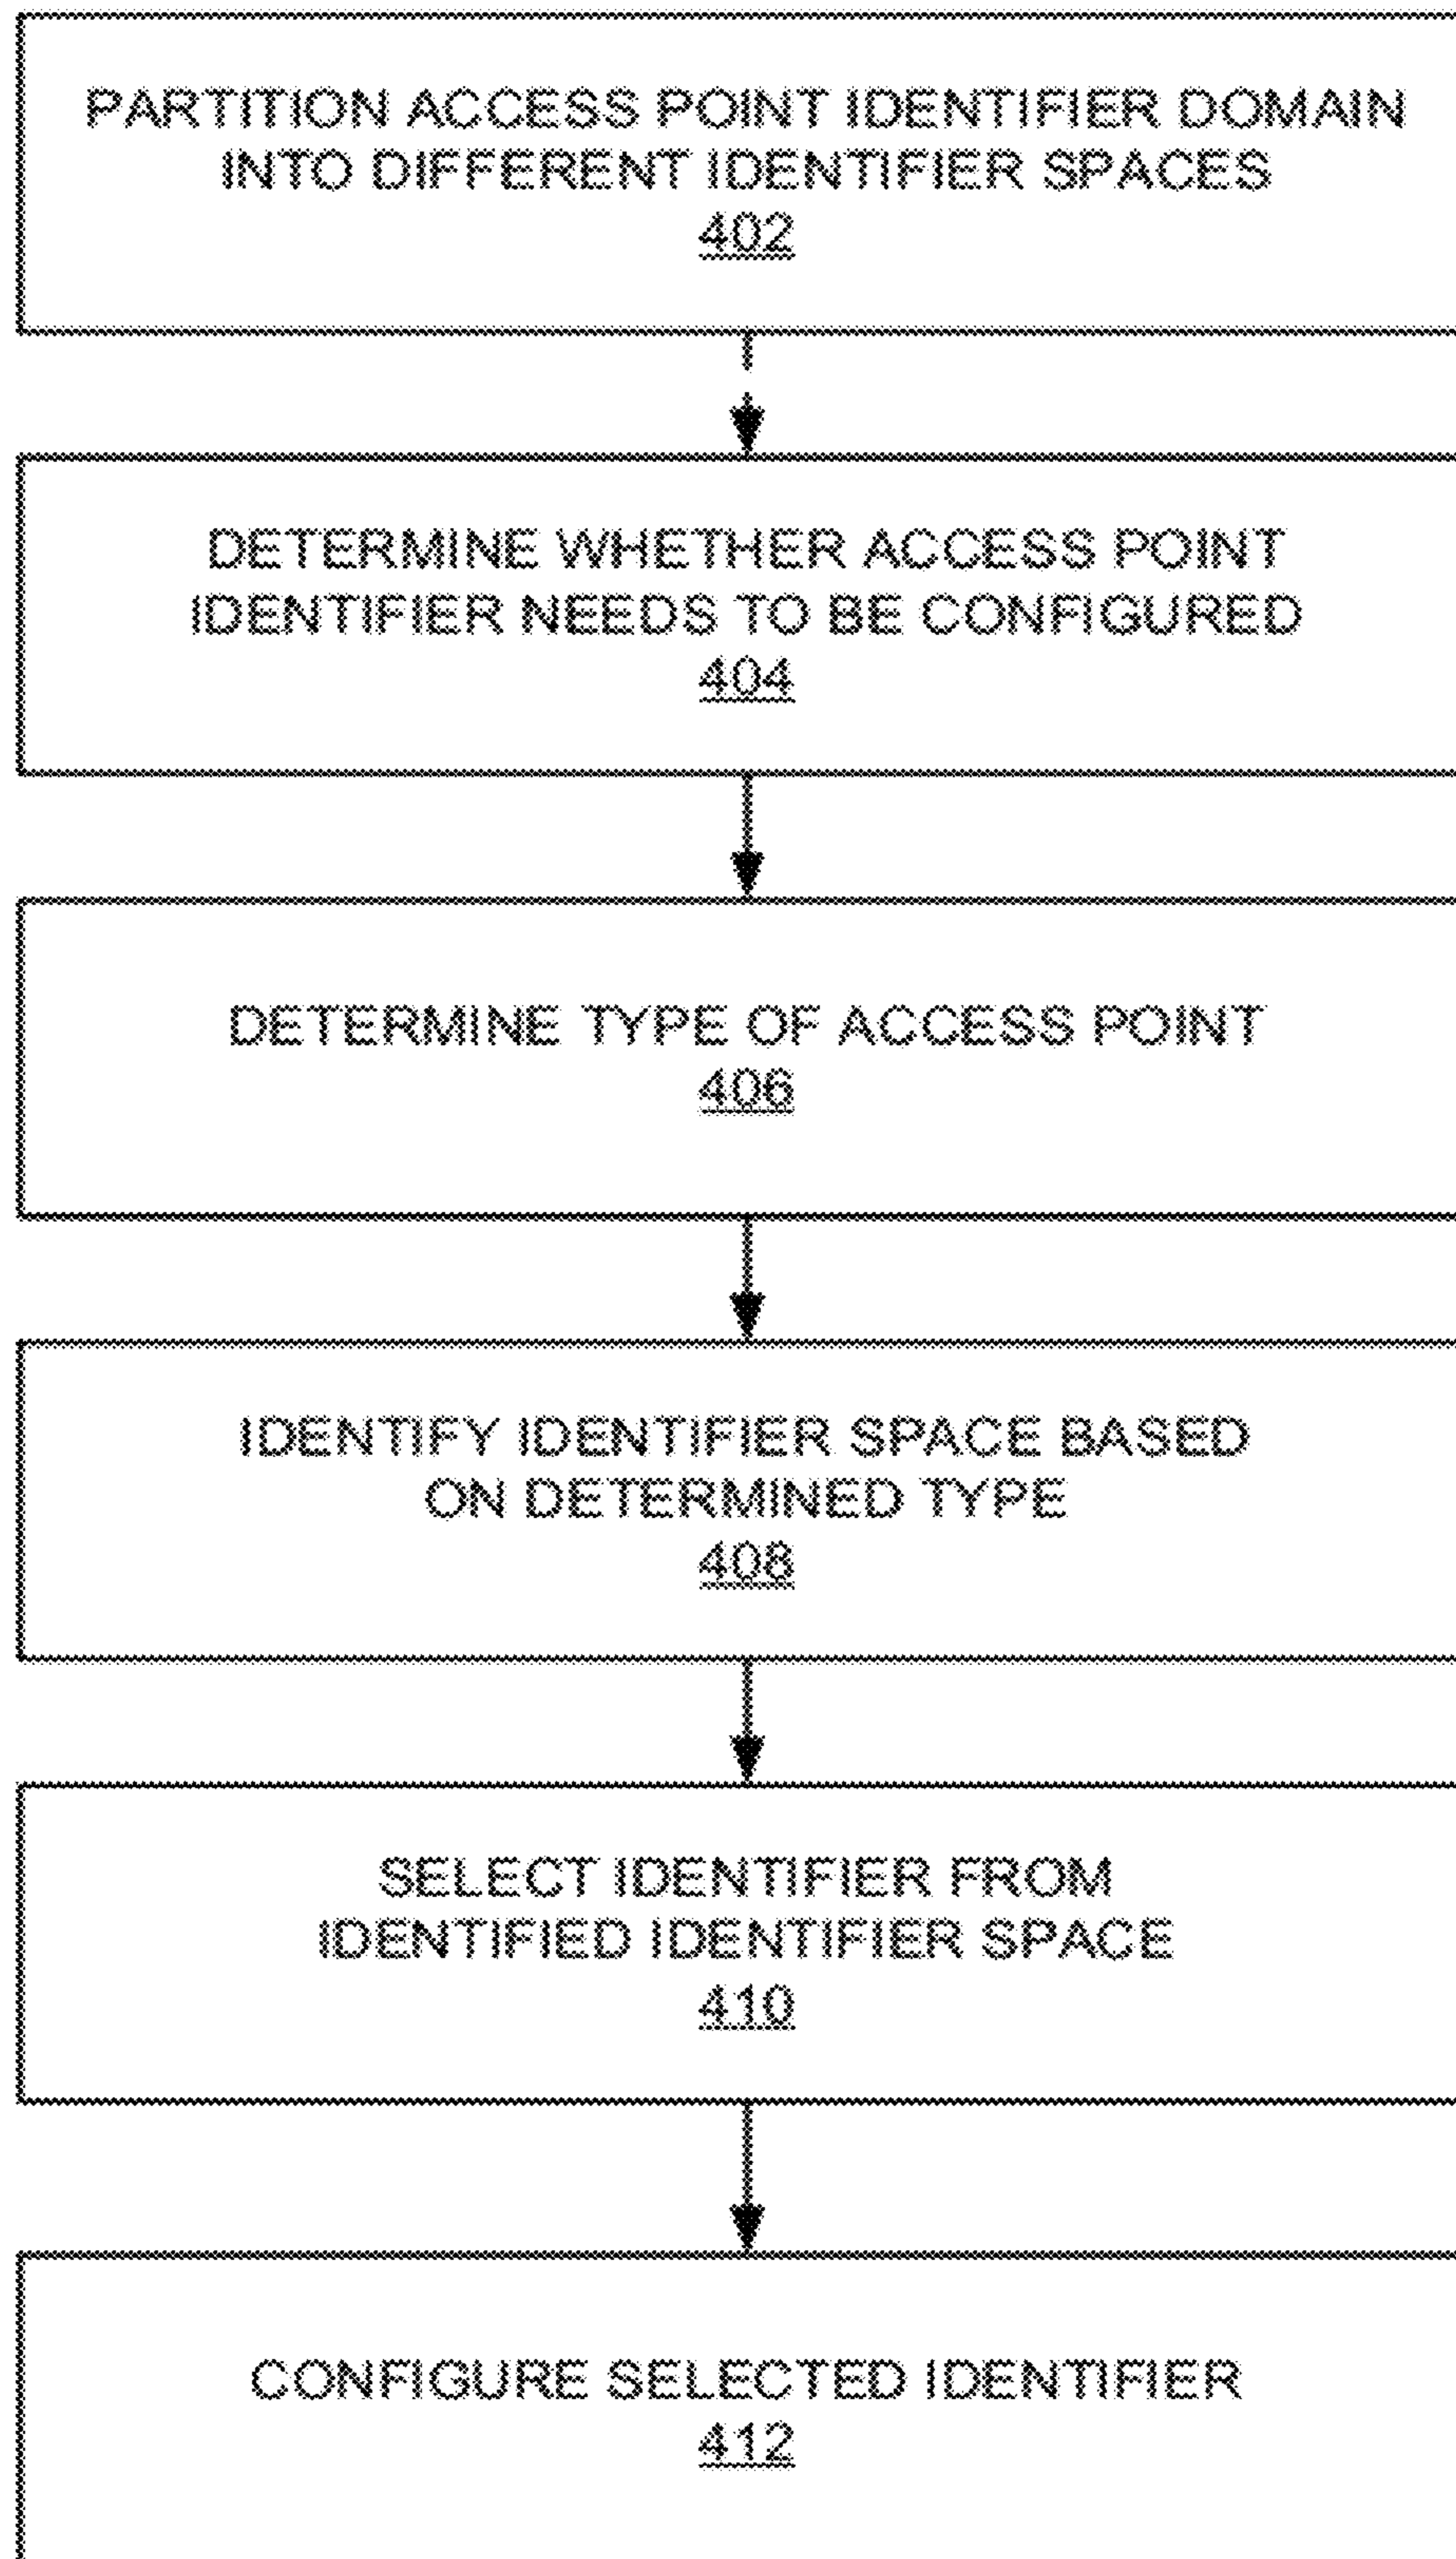 PARTITION ACCESS POINT IDENTIFIER DOMAIN
INTO DIFFERENT IDENTIFIER SPACES
402
DETERMINE WHETHER ACCESS POINT
IDENTIFIER NEEDS TO BE CONFIGURED
404
DETERMINE TYPE OF ACCESS POINT
406
IDENTIFY IDENTIFIER SPACE BASED
ON DETERMINED TYPE
408
SELECT IDENTIFIER FROM
IDENTIFIED IDENTIFIER SPACE
410
CONFIGURE SELECTED IDENTIFIER
412